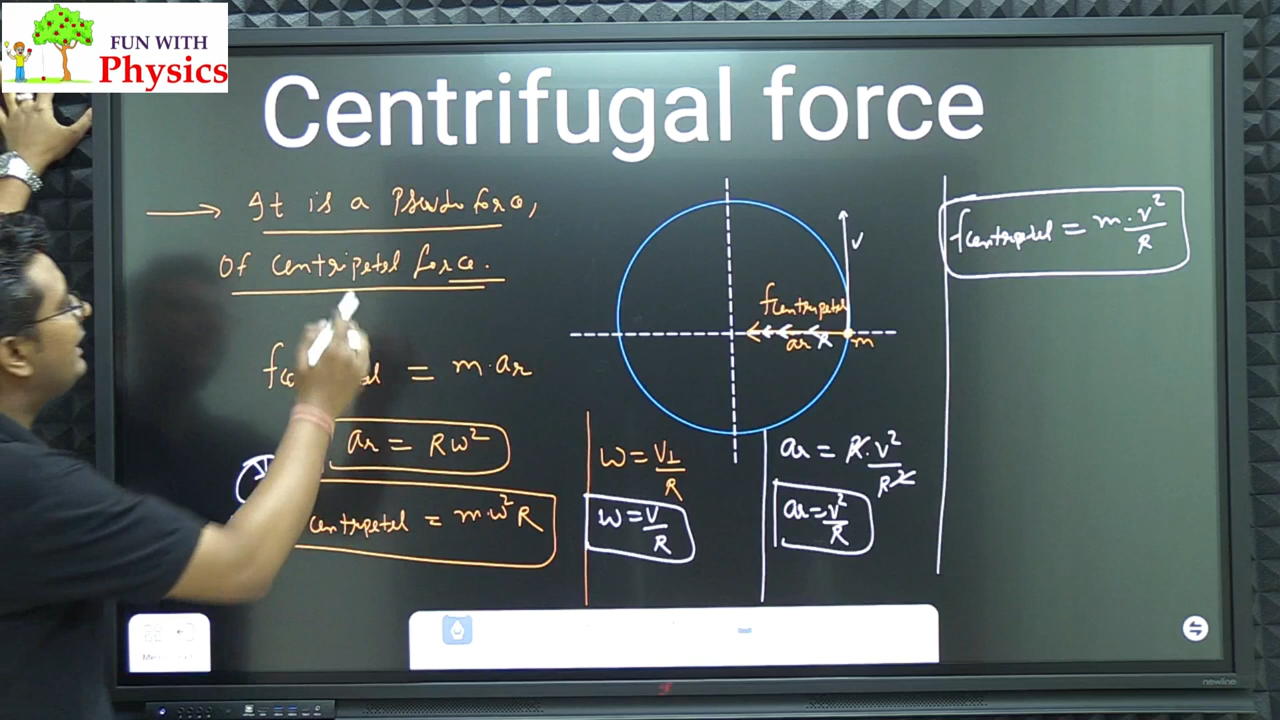 FUN WITH
Physics
Centrifugal force
It is a Pseudo force,
Of centripetal force.
= m·ar
ar = Rω²
centripetal = m·ω²R
fcentripetal
V
ar R
m
ω = V⊥/R
ω = V/R
ar = R·v²/R²
ar = v²/R
fcentripetal = m·v²/R
newline